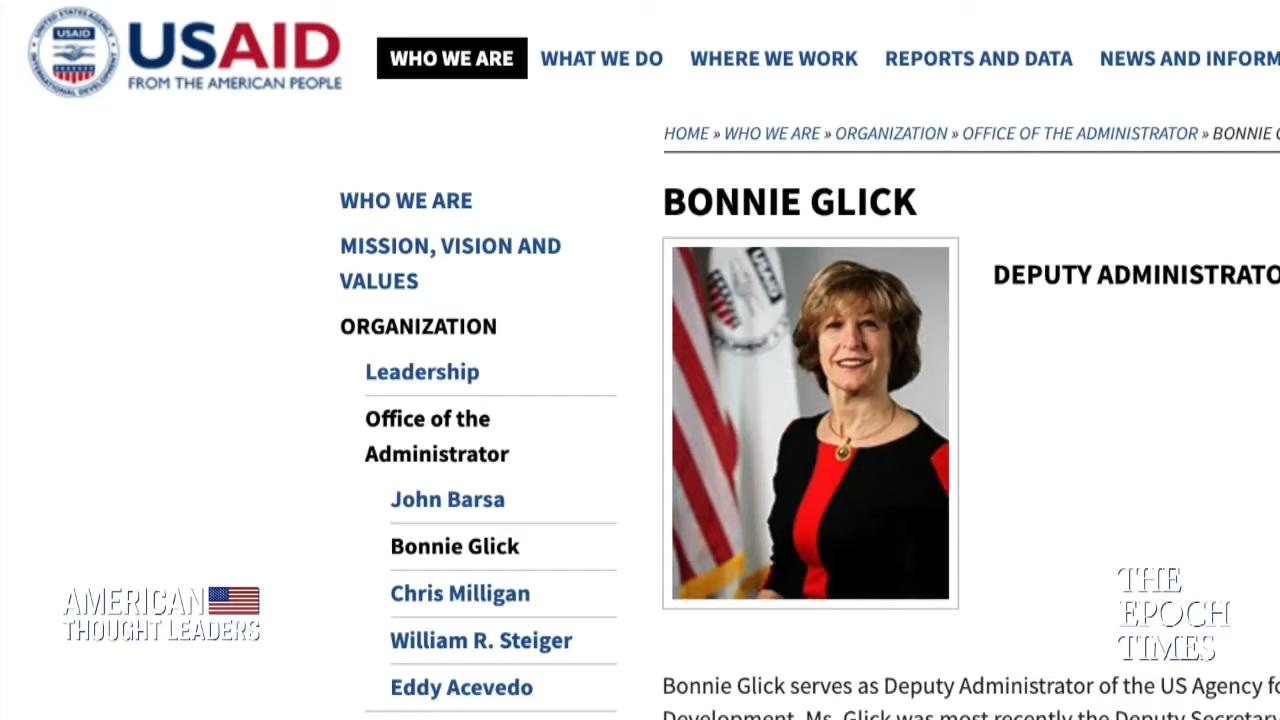 UNITED STATES AGENCY
USAID
INTERNATIONAL DEVELOPMENT
USAID
FROM THE AMERICAN PEOPLE
WHO WE ARE
WHAT WE DO
WHERE WE WORK
REPORTS AND DATA
NEWS AND INFORM
HOME » WHO WE ARE » ORGANIZATION » OFFICE OF THE ADMINISTRATOR » BONNIE G
WHO WE ARE
MISSION, VISION AND
VALUES
ORGANIZATION
Leadership
Office of the
Administrator
John Barsa
Bonnie Glick
Chris Milligan
William R. Steiger
Eddy Acevedo
BONNIE GLICK
USAID
DEPUTY ADMINISTRATO
Bonnie Glick serves as Deputy Administrator of the US Agency fo
Development. Ms. Glick was most recently the Deputy Secretary
AMERICAN
THOUGHT LEADERS
THE
EPOCH
TIMES